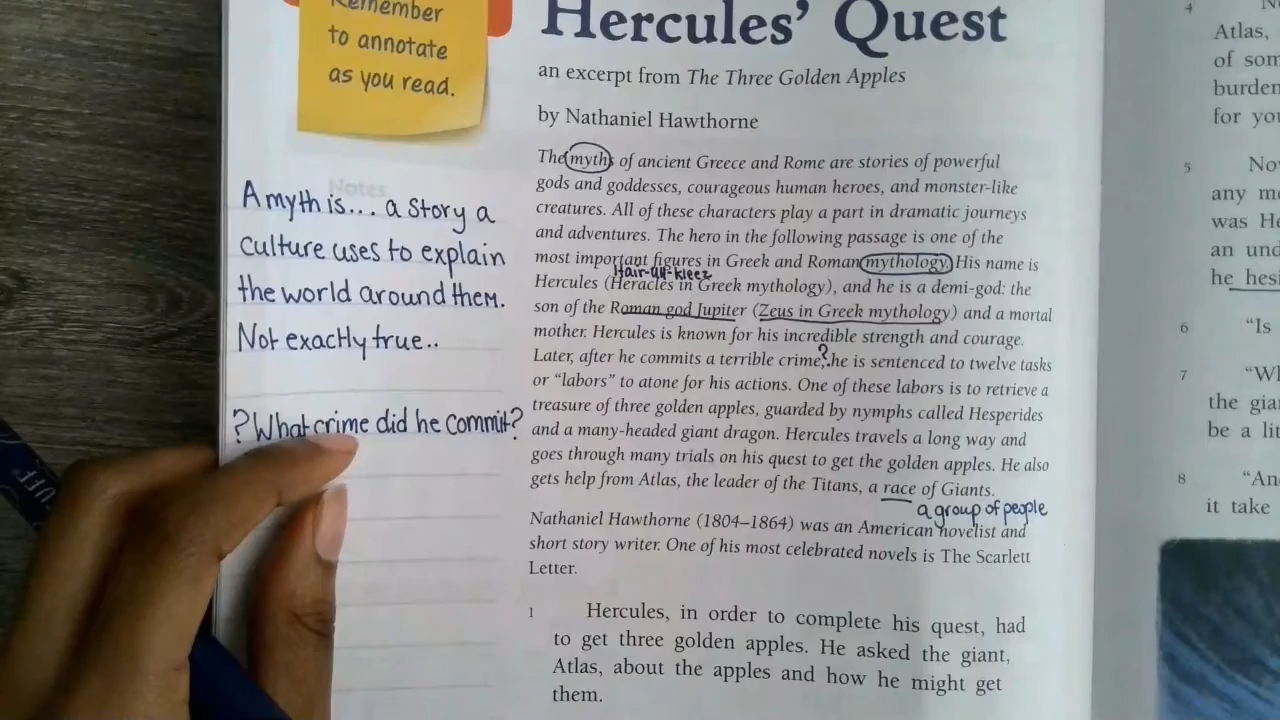 Remember
to annotate
as you read.
Hercules' Quest
an excerpt from The Three Golden Apples
by Nathaniel Hawthorne
The myths of ancient Greece and Rome are stories of powerful
gods and goddesses, courageous human heroes, and monster-like
creatures. All of these characters play a part in dramatic journeys
and adventures. The hero in the following passage is one of the
most important figures in Greek and Roman mythology. His name is
Hair-uh-kleez
Hercules (Heracles in Greek mythology), and he is a demi-god: the
son of the Roman god Jupiter (Zeus in Greek mythology) and a mortal
mother. Hercules is known for his incredible strength and courage.
Later, after he commits a terrible crime, ? he is sentenced to twelve tasks
or “labors” to atone for his actions. One of these labors is to retrieve a
treasure of three golden apples, guarded by nymphs called Hesperides
and a many-headed giant dragon. Hercules travels a long way and
goes through many trials on his quest to get the golden apples. He also
gets help from Atlas, the leader of the Titans, a race of Giants.
a group of people
Nathaniel Hawthorne (1804–1864) was an American novelist and
short story writer. One of his most celebrated novels is The Scarlett
Letter.
1 Hercules, in order to complete his quest, had
to get three golden apples. He asked the giant,
Atlas, about the apples and how he might get
them.
Notes
A myth is... a story a
culture uses to explain
the world around them.
Not exactly true..
?What crime did he commit?
4
Atlas,
of som
burden
for you
5 No
any m
was He
an und
he hesi
6 “Is
7 “Wh
the gia
be a lit
8 “An
it take